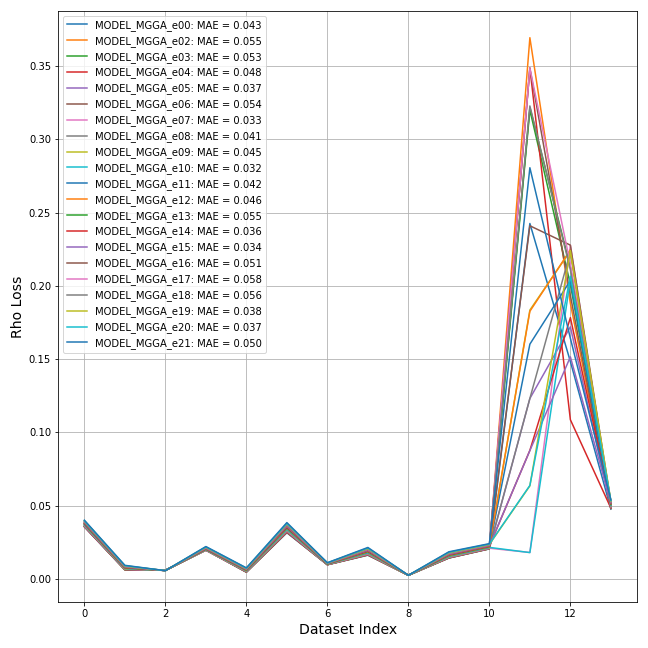 MODEL_MGGA_e00: MAE = 0.043
MODEL_MGGA_e02: MAE = 0.055
MODEL_MGGA_e03: MAE = 0.053
MODEL_MGGA_e04: MAE = 0.048
MODEL_MGGA_e05: MAE = 0.037
MODEL_MGGA_e06: MAE = 0.054
MODEL_MGGA_e07: MAE = 0.033
MODEL_MGGA_e08: MAE = 0.041
MODEL_MGGA_e09: MAE = 0.045
MODEL_MGGA_e10: MAE = 0.032
MODEL_MGGA_e11: MAE = 0.042
MODEL_MGGA_e12: MAE = 0.046
MODEL_MGGA_e13: MAE = 0.055
MODEL_MGGA_e14: MAE = 0.036
MODEL_MGGA_e15: MAE = 0.034
MODEL_MGGA_e16: MAE = 0.051
MODEL_MGGA_e17: MAE = 0.058
MODEL_MGGA_e18: MAE = 0.056
MODEL_MGGA_e19: MAE = 0.038
MODEL_MGGA_e20: MAE = 0.037
MODEL_MGGA_e21: MAE = 0.050
Rho Loss
0.35
0.30
0.25
0.20
0.15
0.10
0.05
0.00
0 2 4 6 8 10 12
Dataset Index